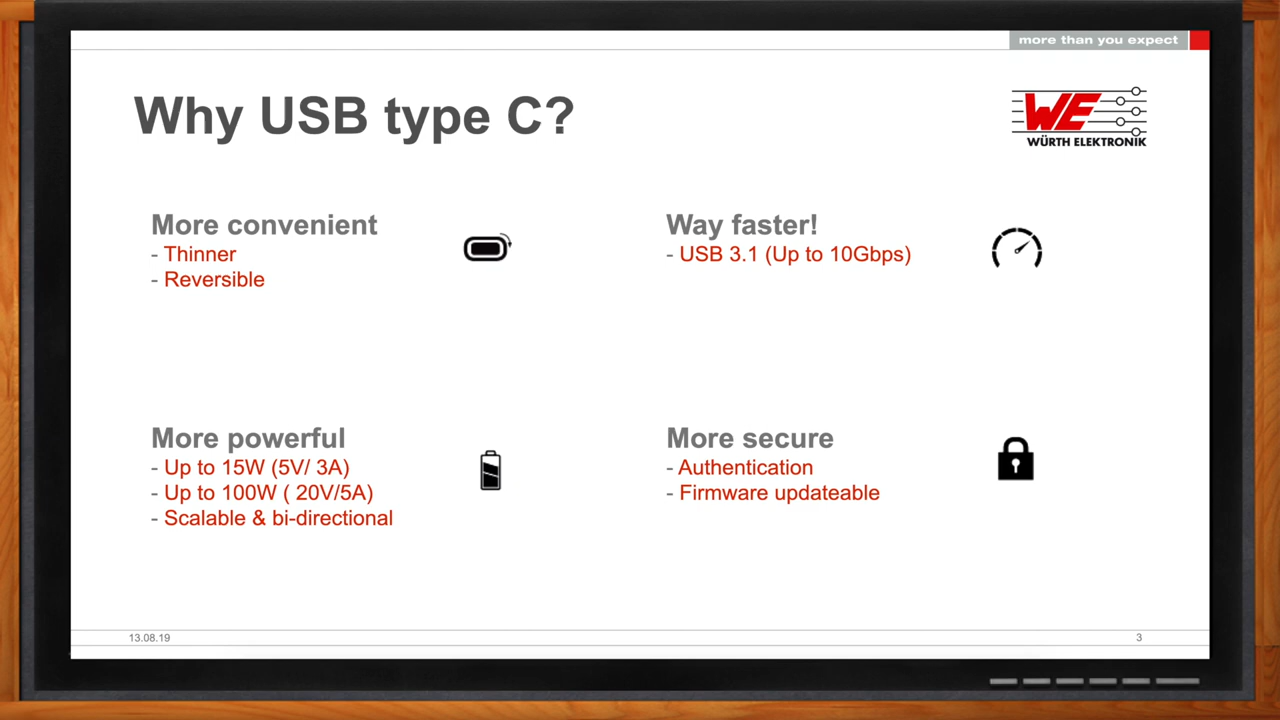 more than you expect
Why USB type C?
WE
WÜRTH ELEKTRONIK
More convenient
- Thinner
- Reversible
Way faster!
- USB 3.1 (Up to 10Gbps)
More powerful
- Up to 15W (5V/ 3A)
- Up to 100W ( 20V/5A)
- Scalable & bi-directional
More secure
- Authentication
- Firmware updateable
13.08.19
3